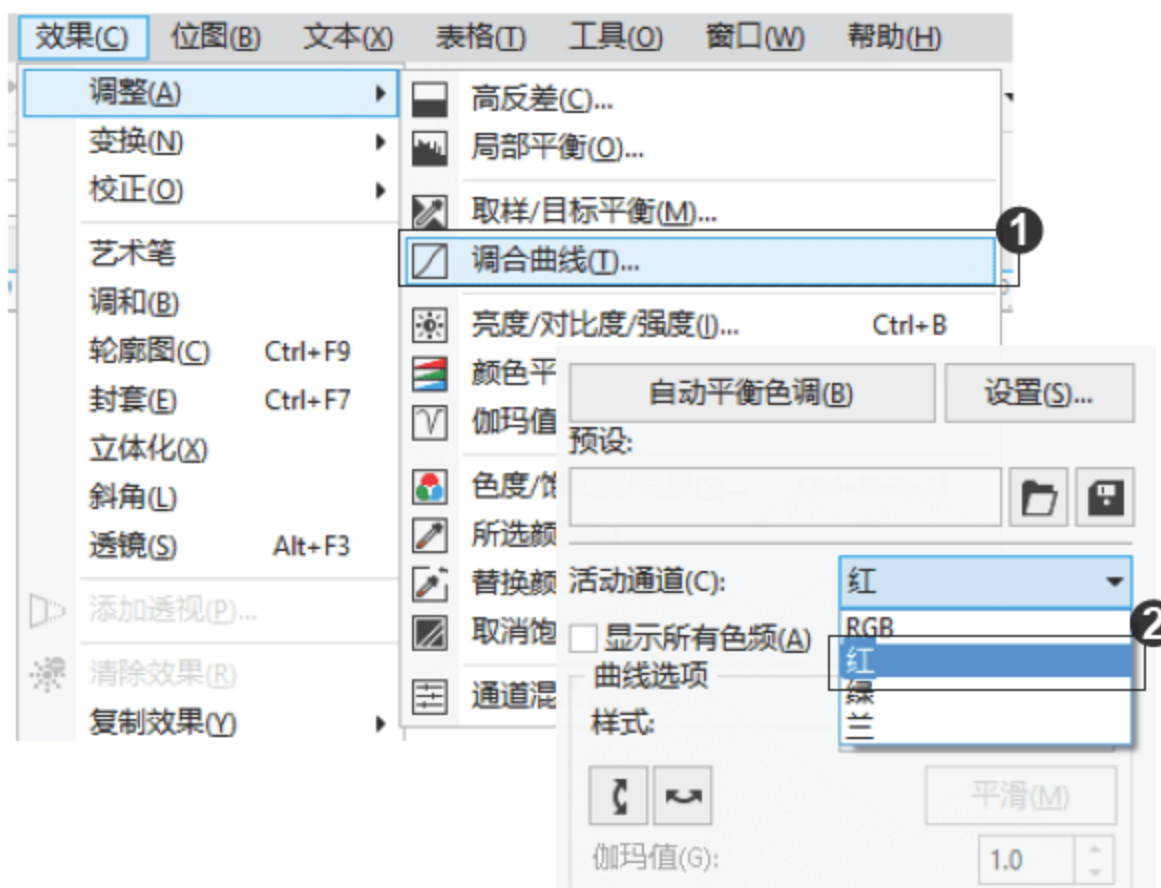 效果(C) 位图(B) 文本(X) 表格(T) 工具(O) 窗口(W) 帮助(H)
调整(A)
变换(N)
校正(O)
艺术笔
调和(B)
轮廓图(C) Ctrl+F9
封套(E) Ctrl+F7
立体化(X)
斜角(L)
透镜(S) Alt+F3
添加透视(P)...
清除效果(R)
复制效果(Y)
高反差(C)...
局部平衡(O)...
取样/目标平衡(M)...
调合曲线(T)...
1
亮度/对比度/强度(I)... Ctrl+B
颜色平
伽玛值
色度/饱
所选颜
替换颜
取消饱
通道混
自动平衡色调(B) 设置(S)...
预设:
活动通道(C): 红
RGB
红
绿
兰
2
显示所有色频(A)
曲线选项
样式:
平滑(M)
伽玛值(G): 1.0